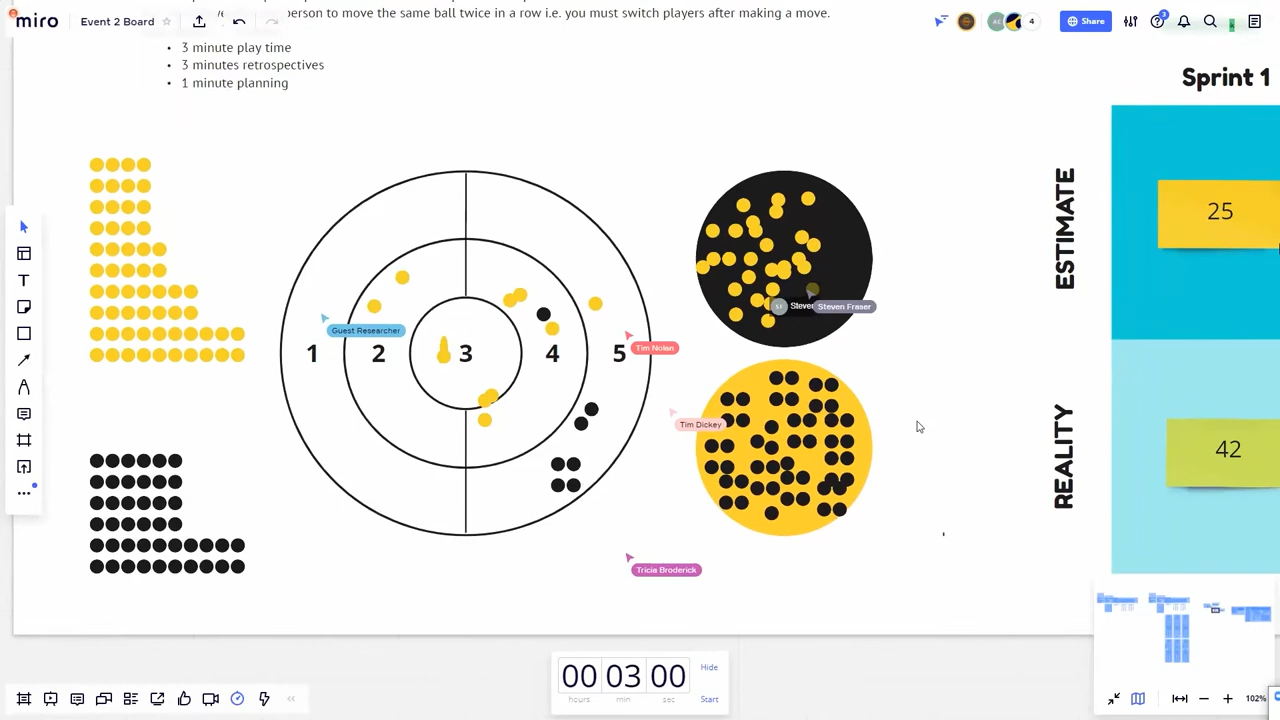 miro Event 2 Board
person to move the same ball twice in a row i.e. you must switch players after making a move.
4
Share
3
• 3 minute play time
• 3 minutes retrospectives
• 1 minute planning
Sprint 1
ESTIMATE
25
Steven Fraser
Guest Researcher
Tim Nolan
1 2 3 4 5
Tim Dickey
REALITY
42
Tricia Broderick
00 03 00
hours min sec
Hide
Start
102%